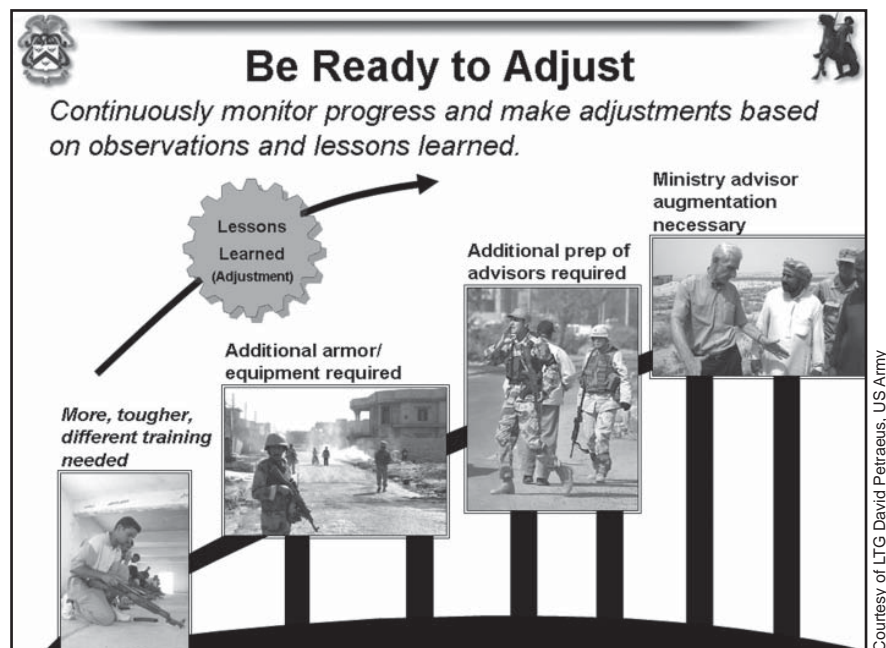 Be Ready to Adjust
Continuously monitor progress and make adjustments based
on observations and lessons learned.
Lessons
Learned
(Adjustment)
Ministry advisor
augmentation
necessary
Additional prep of
advisors required
Additional armor/
equipment required
More, tougher,
different training
needed
Courtesy of LTG David Petraeus, US Army